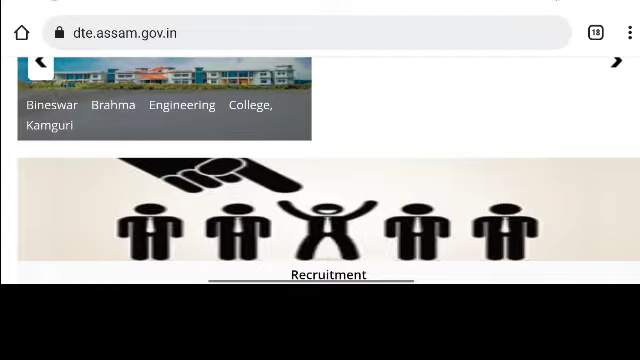 dte.assam.gov.in
18
Bineswar Brahma Engineering College,
Kamguri
Recruitment